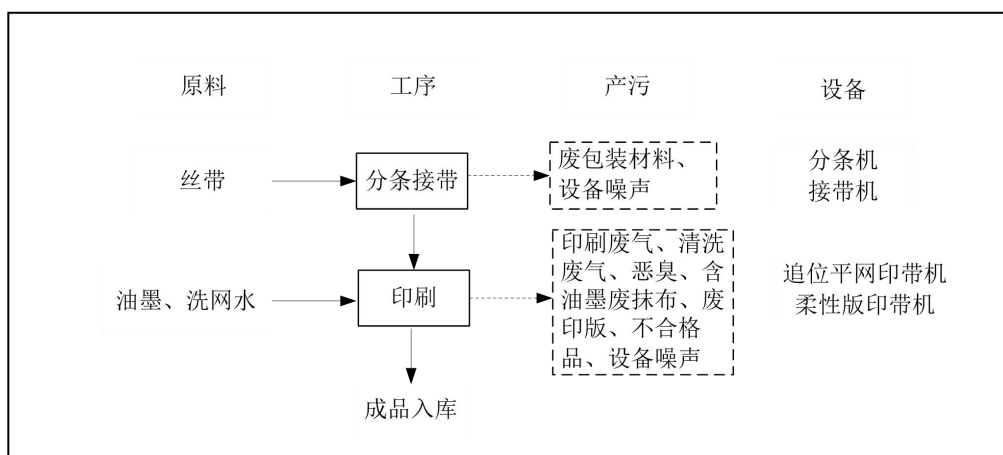 原料 工序 产污 设备
丝带
分条接带
废包装材料、
设备噪声
分条机
接带机
油墨、洗网水
印刷
印刷废气、清洗
废气、恶臭、含
油墨废抹布、废
印版、不合格
品、设备噪声
追位平网印带机
柔性版印带机
成品入库